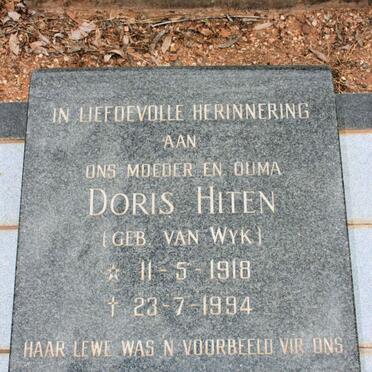 IN LIEFDEVOLLE HERINNERING
AAN
ONS MOEDER EN OUMA
DORIS HITEN
(GEB. VAN WYK)
☆ 11-5-1918
† 23-7-1994
HAAR LEWE WAS 'N VOORBEELD VIR ONS